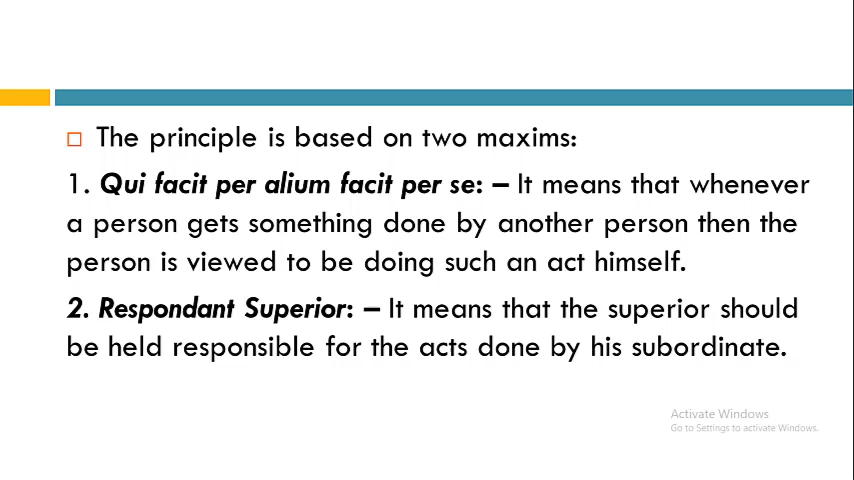 The principle is based on two maxims:
1. Qui facit per alium facit per se: – It means that whenever
a person gets something done by another person then the
person is viewed to be doing such an act himself.
2. Respondant Superior: – It means that the superior should
be held responsible for the acts done by his subordinate.
Activate Windows
Go to Settings to activate Windows.